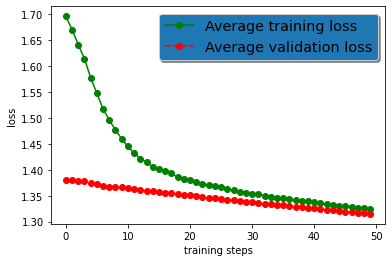 1.70
1.65
1.60
1.55
1.50
1.45
1.40
1.35
1.30
loss
Average training loss
Average validation loss
0 10 20 30 40 50
training steps